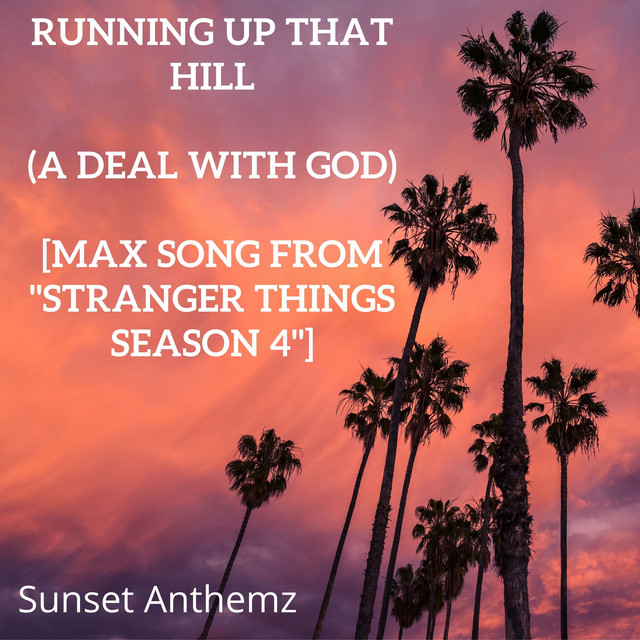 RUNNING UP THAT
HILL
(A DEAL WITH GOD)
[MAX SONG FROM
"STRANGER THINGS
SEASON 4"]
Sunset Anthemz